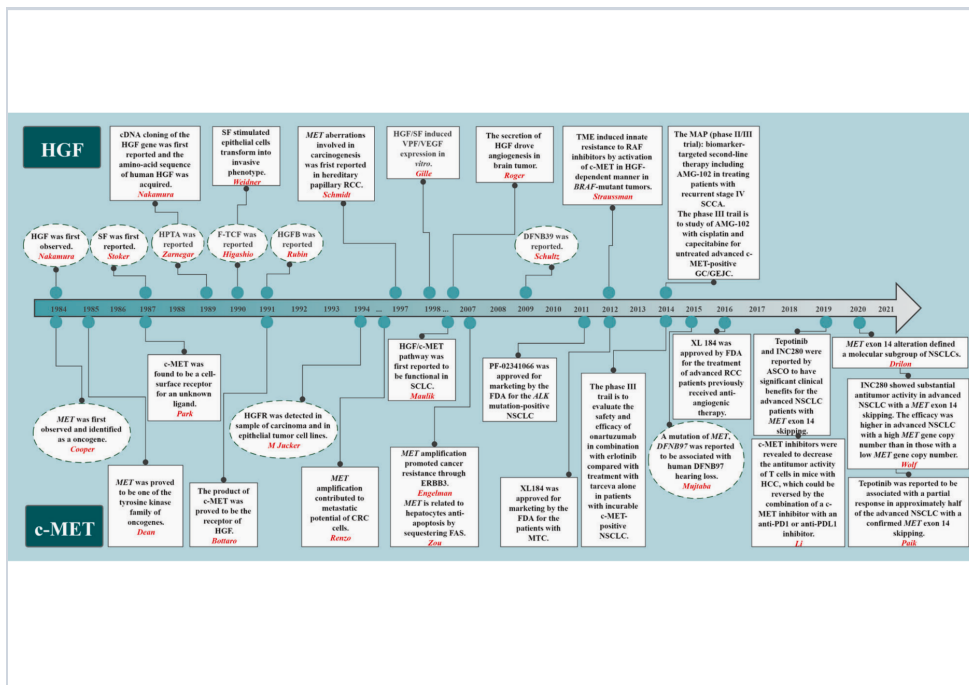 HGF
cDNA cloning of the
HGF gene was first
reported and the
amino-acid sequence
of human HGF was
acquired.
Nakamura
SF stimulated
epithelial cells
transform into
invasive
phenotype.
Weidner
MET aberrations
involved in
carcinogenesis
was frist reported
in hereditary
papillary RCC.
Schmidt
HGF/SF induced
VPF/VEGF
expression in
vitro.
Gille
The secretion of
HGF drove
angiogenesis in
brain tumor.
Roger
TME induced innate
resistance to RAF
inhibitors by activation
of c-MET in HGF-
dependent manner in
BRAF-mutant tumors.
Straussman
The MAP (phase II/III
trial): biomarker-
targeted second-line
therapy including
AMG-102 in treating
patients with
recurrent stage IV
SCCA.
The phase III trail is
to study of AMG-102
with cisplatin and
capecitabine for
untreated advanced c-
MET-positive
GC/GEJC.
HGF was first
observed.
Nakamura
SF was first
reported.
Stoker
HPTA was
reported
Zarnegar
F-TCF was
reported
Higashio
HGFB was
reported
Rubin
DFNB39 was
reported.
Schultz
1984 1985 1986 1987 1988 1989 1990 1991 1992 1993 1994 ... 1997 1998 ... 2007 2008 2009 2010 2011 2012 2013 2014 2015 2016 2017 2018 2019 2020 2021
MET was first
observed and identified
as a oncogene.
Cooper
MET was proved
to be one of the
tyrosine kinase
family of
oncogenes.
Dean
c-MET was
found to be a cell-
surface receptor
for an unknown
ligand.
Park
The product of
c-MET was
proved to be the
receptor of
HGF.
Bottaro
HGFR was detected in
sample of carcinoma and in
epithelial tumor cell lines.
M Jucker
MET
amplification
contributed to
metastatic
potential of CRC
cells.
Renzo
HGF/c-MET
pathway was
first reported to
be functional in
SCLC.
Maulik
MET amplification
promoted cancer
resistance through
ERBB3.
Engelman
MET is related to
hepatocytes anti-
apoptosis by
sequestering FAS.
Zou
PF-02341066 was
approved for
marketing by the
FDA for the ALK
mutation-positive
NSCLC
XL184 was
approved for
marketing by the
FDA for the
patients with
MTC.
The phase III
trail is to
evaluate the
safety and
efficacy of
onartuzumab in
combination
with erlotinib
compared with
treatment with
tarceva alone
in patients
with incurable
c-MET-
positive
NSCLC.
A mutation of MET,
DFNB97 was reported
to be associated with
human DFNB97
hearing loss.
Mujtaba
XL 184 was
approved by FDA
for the treatment
of advanced RCC
patients previously
received anti-
angiogenic therapy.
Tepotinib
and INC280 were
reported by
ASCO to have
significant clinical
benefits for the
advanced NSCLC
patients with
MET exon 14
skipping.
c-MET inhibitors were
revealed to decrease
the antitumor activity
of T cells in mice with
HCC, which could be
reversed by the
combination of a c-
MET inhibitor with an
anti-PD1 or anti-PDL1
inhibitor.
Li
MET exon 14 alteration defined
a molecular subgroup of NSCLCs.
Drilon
INC280 showed substantial
antitumor activity in advanced
NSCLC with a MET exon 14
skipping. The efficacy was
higher in advanced NSCLC
with a high MET gene copy
number than in those with a
low MET gene copy number.
Wolf
Tepotinib was reported to be
associated with a partial
response in approximately half
of the advanced NSCLC with a
confirmed MET exon 14
skipping.
Paik
c-MET